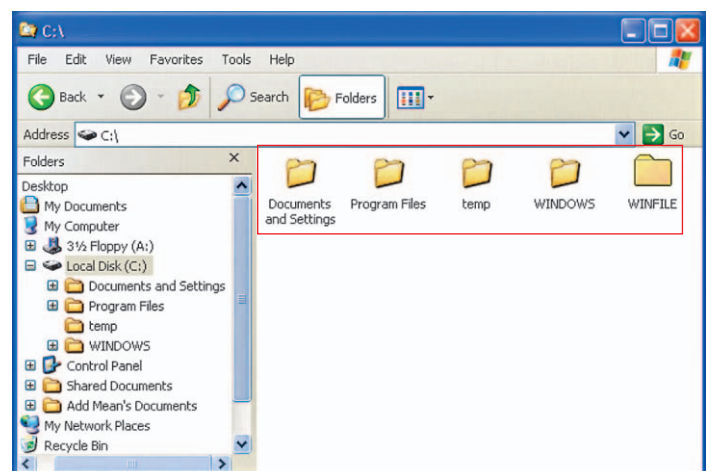 C:\
File Edit View Favorites Tools Help
Back Search Folders
Address C:\ Go
Folders
Desktop
My Documents
My Computer
3½ Floppy (A:)
Local Disk (C:)
Documents and Settings
Program Files
temp
WINDOWS
Control Panel
Shared Documents
Add Mean's Documents
My Network Places
Recycle Bin
Documents
and Settings
Program Files
temp
WINDOWS
WINFILE